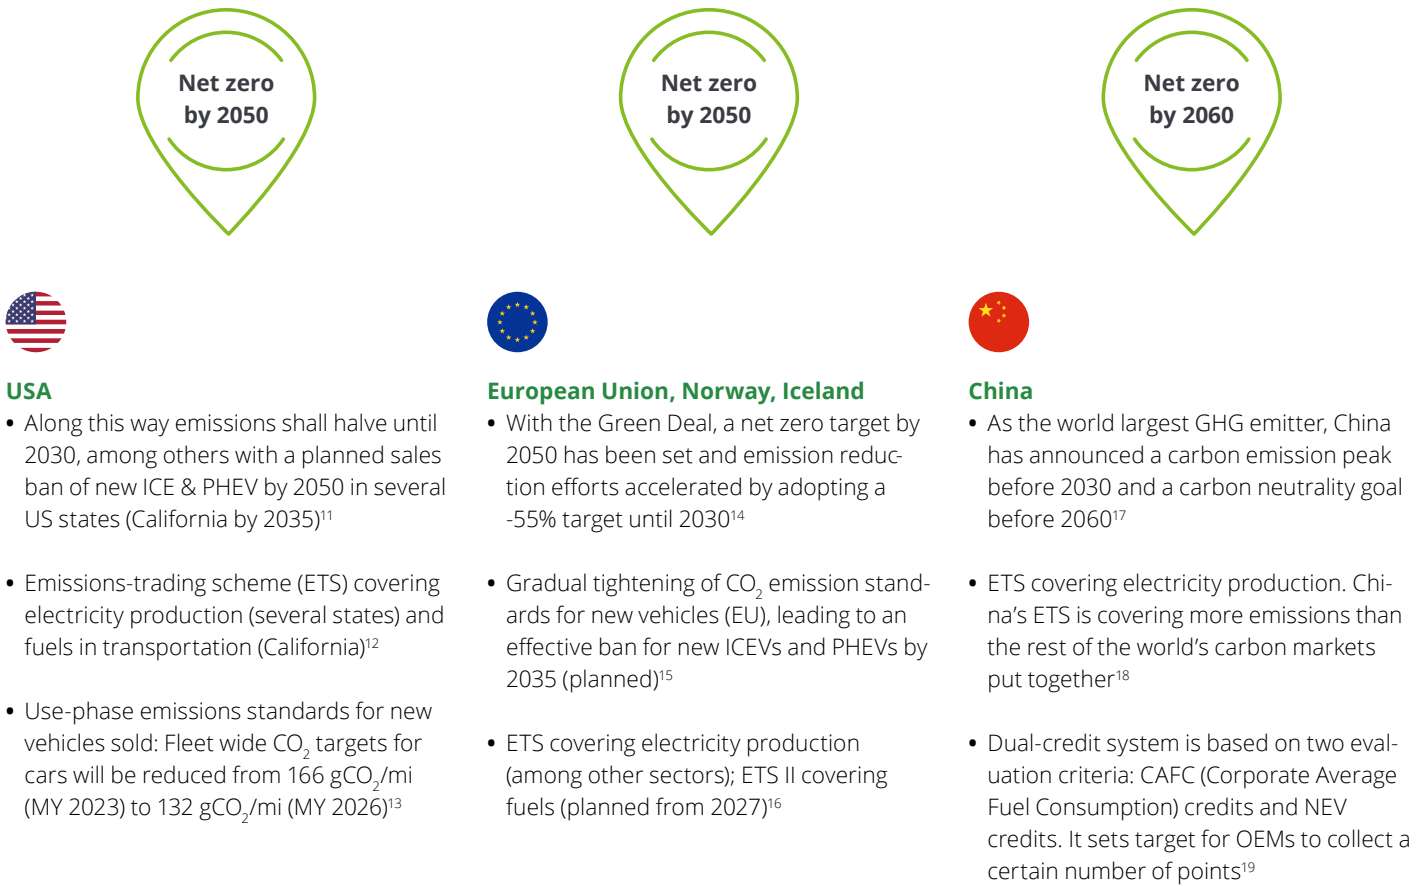 Net zero
by 2050
Net zero
by 2050
Net zero
by 2060
USA
• Along this way emissions shall halve until
2030, among others with a planned sales
ban of new ICE & PHEV by 2050 in several
US states (California by 2035)11
• Emissions-trading scheme (ETS) covering
electricity production (several states) and
fuels in transportation (California)12
• Use-phase emissions standards for new
vehicles sold: Fleet wide CO2 targets for
cars will be reduced from 166 gCO2/mi
(MY 2023) to 132 gCO2/mi (MY 2026)13
European Union, Norway, Iceland
• With the Green Deal, a net zero target by
2050 has been set and emission reduc-
tion efforts accelerated by adopting a
-55% target until 203014
• Gradual tightening of CO2 emission stand-
ards for new vehicles (EU), leading to an
effective ban for new ICEVs and PHEVs by
2035 (planned)15
• ETS covering electricity production
(among other sectors); ETS II covering
fuels (planned from 2027)16
China
• As the world largest GHG emitter, China
has announced a carbon emission peak
before 2030 and a carbon neutrality goal
before 206017
• ETS covering electricity production. Chi-
na’s ETS is covering more emissions than
the rest of the world’s carbon markets
put together18
• Dual-credit system is based on two eval-
uation criteria: CAFC (Corporate Average
Fuel Consumption) credits and NEV
credits. It sets target for OEMs to collect a
certain number of points19